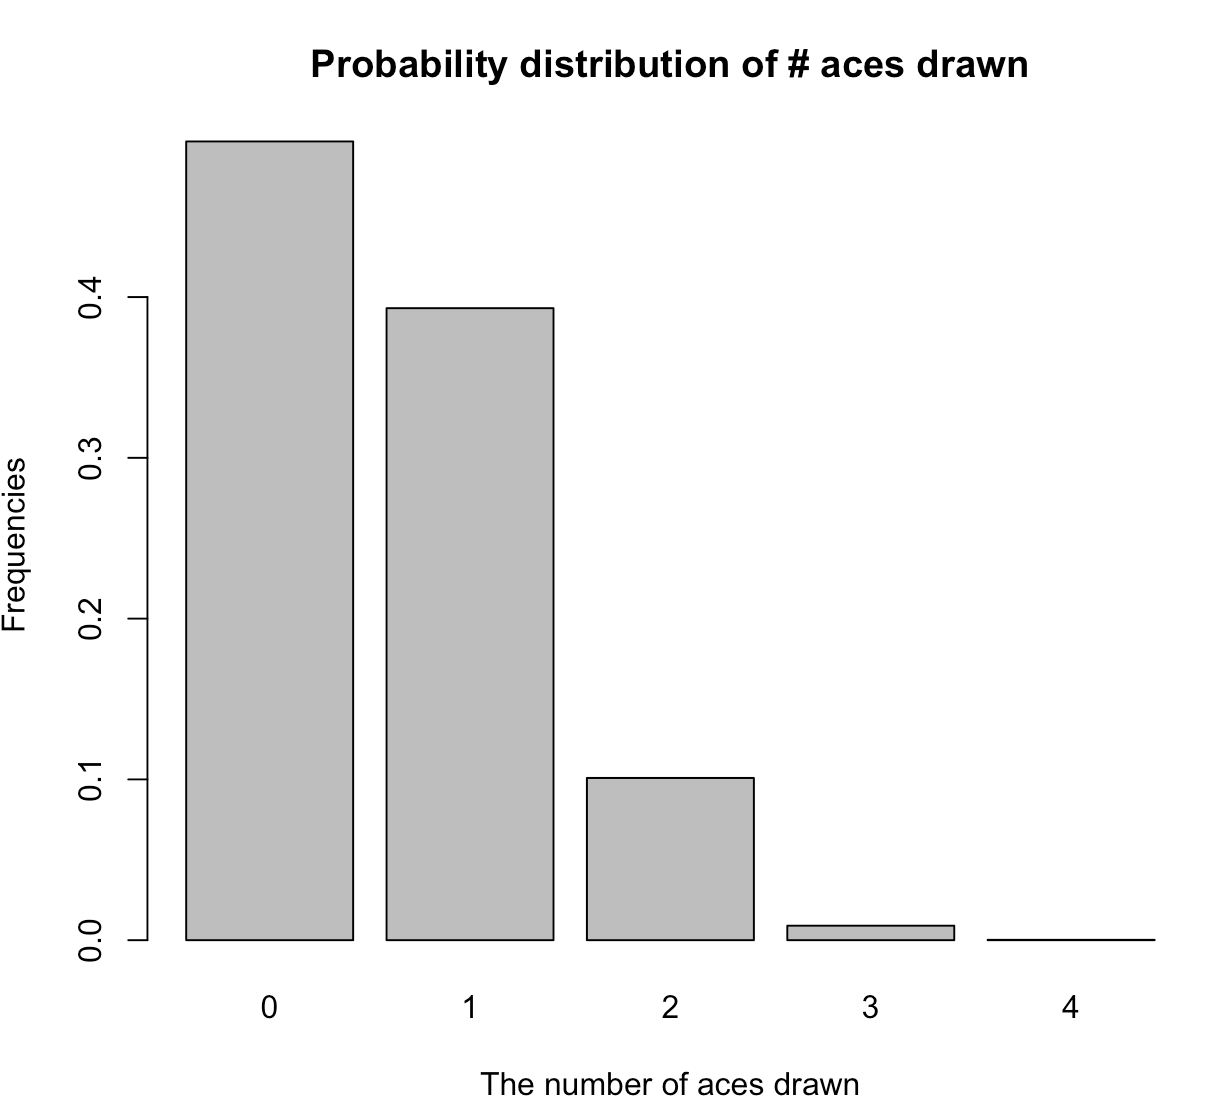 Probability distribution of # aces drawn
Frequencies
0.4
0.3
0.2
0.1
0.0
0 1 2 3 4
The number of aces drawn